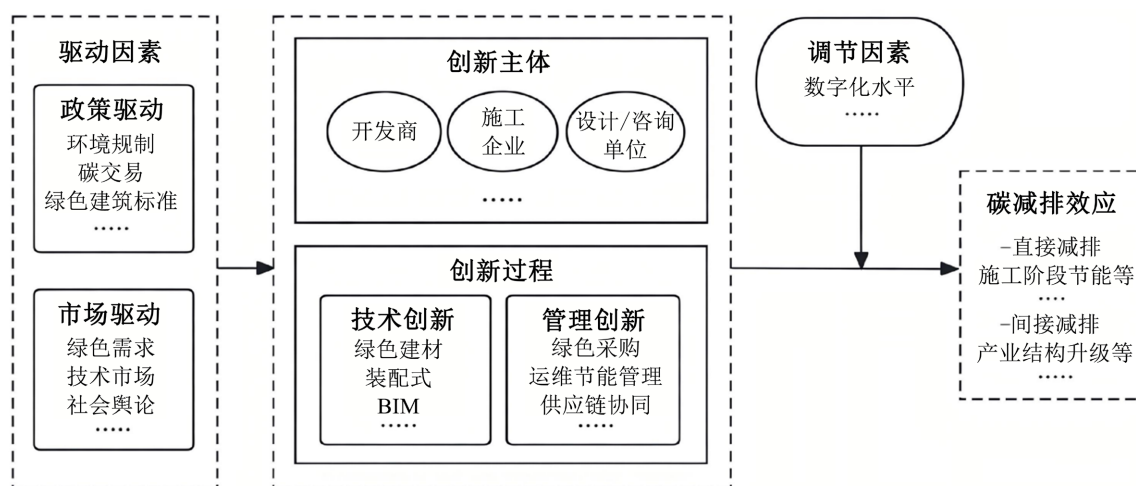 驱动因素
政策驱动
环境规制
碳交易
绿色建筑标准
.....
市场驱动
绿色需求
技术市场
社会舆论
.....
创新主体
开发商
施工
企业
设计/咨询
单位
.....
创新过程
技术创新
绿色建材
装配式
BIM
.....
管理创新
绿色采购
运维节能管理
供应链协同
.....
调节因素
数字化水平
.....
碳减排效应
–直接减排
施工阶段节能等
....
–间接减排
产业结构升级等
.....